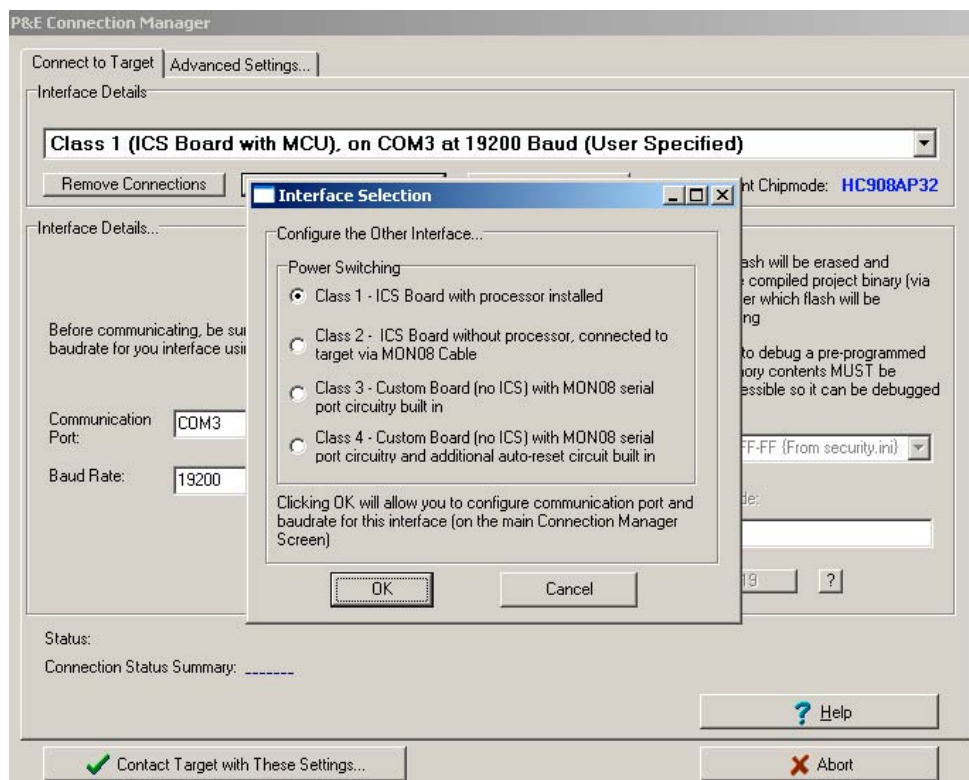 P&E Connection Manager
Connect to Target
Advanced Settings...
Interface Details
Class 1 (ICS Board with MCU), on COM3 at 19200 Baud (User Specified)
Remove Connections
nt Chipmode: HC908AP32
Interface Selection
Configure the Other Interface...
Power Switching
Class 1 - ICS Board with processor installed
Class 2 - ICS Board without processor, connected to
target via MON08 Cable
Class 3 - Custom Board (no ICS) with MON08 serial
port circuitry built in
Class 4 - Custom Board (no ICS) with MON08 serial
port circuitry and additional auto-reset circuit built in
Clicking OK will allow you to configure communication port and
baudrate for this interface (on the main Connection Manager
Screen)
OK
Cancel
Interface Details...
Before communicating, be su
baudrate for you interface usi
Communication
Port:
COM3
Baud Rate:
19200
ash will be erased and
compiled project binary (via
er which flash will be
ng
to debug a pre-programmed
ory contents MUST be
essible so it can be debugged
FF-FF {From security.ini}
de:
19
?
Status:
Connection Status Summary: _______
? Help
Contact Target with These Settings...
Abort